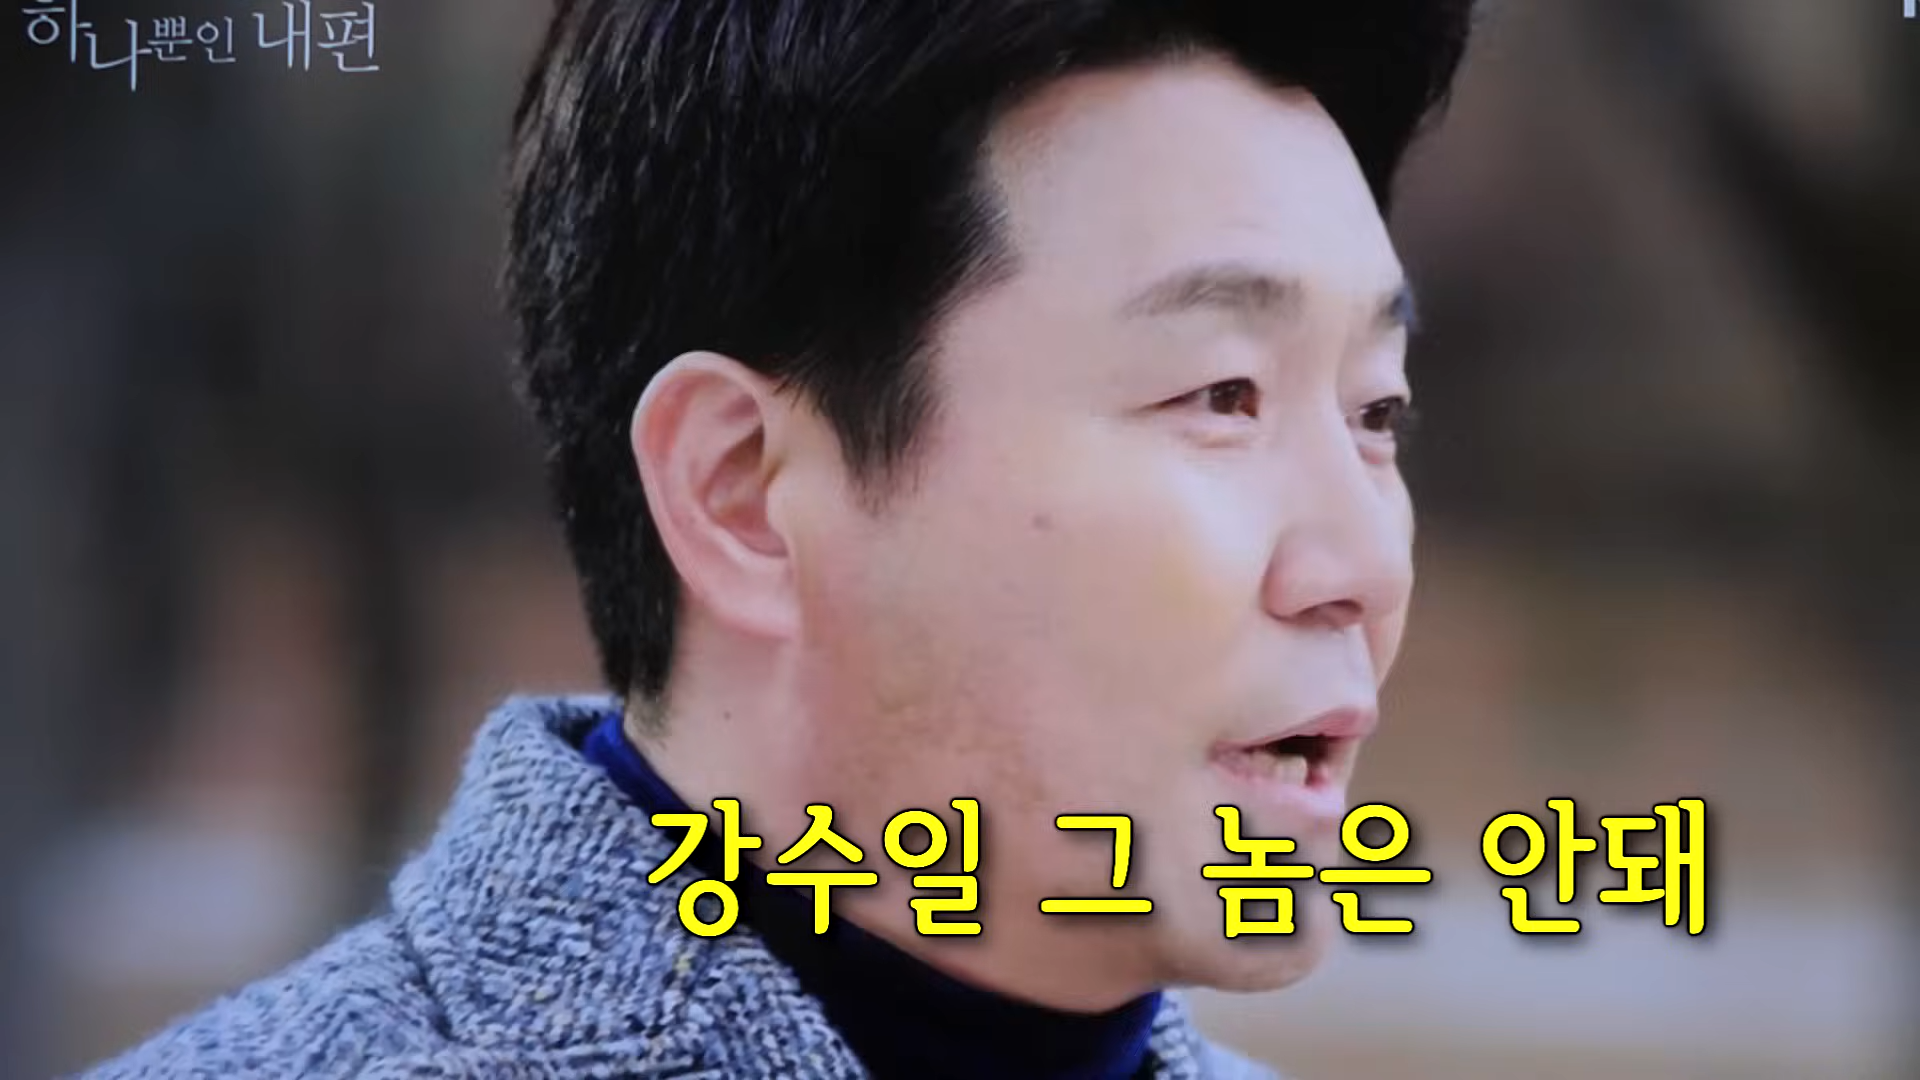 하나뿐인 내편
강수일 그 놈은 안돼